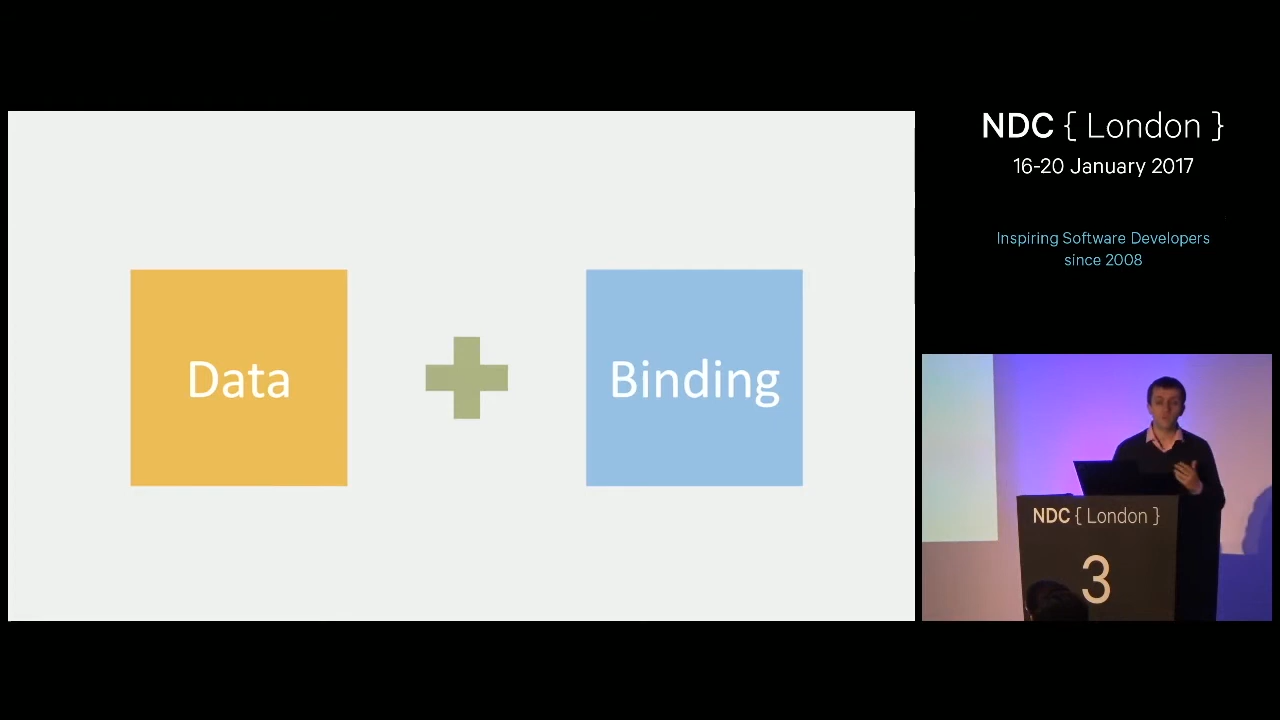 Data
Binding
NDC { London }
16-20 January 2017
Inspiring Software Developers
since 2008
NDC { London }
3